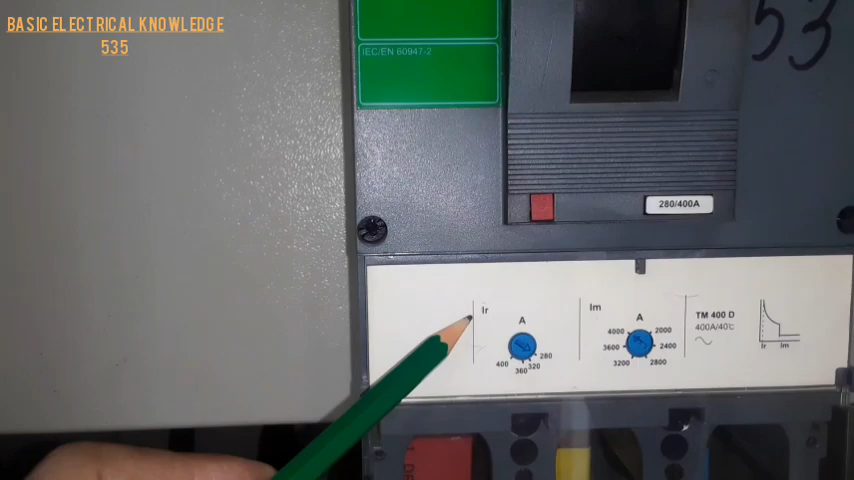 BASIC ELECTRICAL KNOWLEDGE
535
IEC/EN 60947-2
53
280/400A
Ir
A
400
360
320
280
Im
A
4000
3600
3200
2000
2400
2800
TM 400 D
400A/40℃
Ir
Im